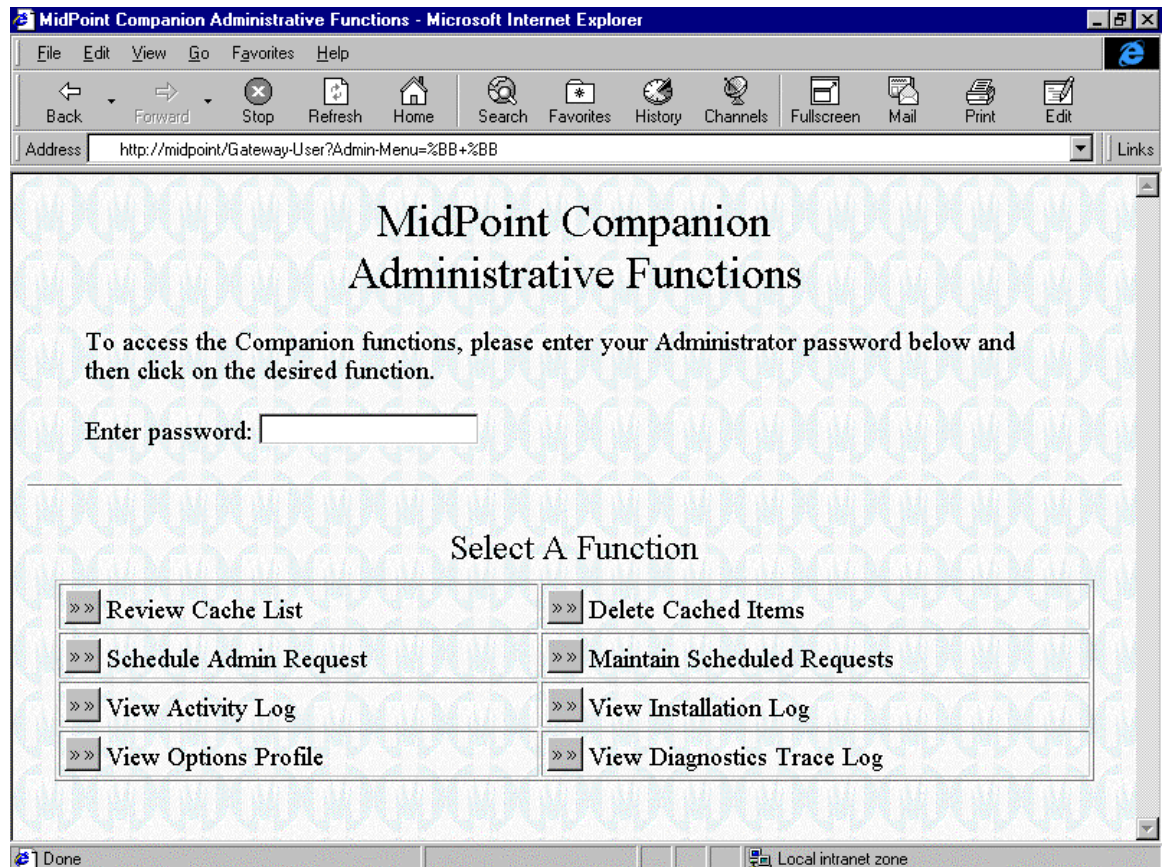 MidPoint Companion Administrative Functions - Microsoft Internet Explorer
File Edit View Go Favorites Help
Back Forward Stop Refresh Home Search Favorites History Channels Fullscreen Mail Print Edit
Address http://midpoint/Gateway-User?Admin-Menu=%BB+%BB Links
MidPoint Companion
Administrative Functions
To access the Companion functions, please enter your Administrator password below and
then click on the desired function.
Enter password:
Select A Function
»» Review Cache List »» Delete Cached Items
»» Schedule Admin Request »» Maintain Scheduled Requests
»» View Activity Log »» View Installation Log
»» View Options Profile »» View Diagnostics Trace Log
Done Local intranet zone